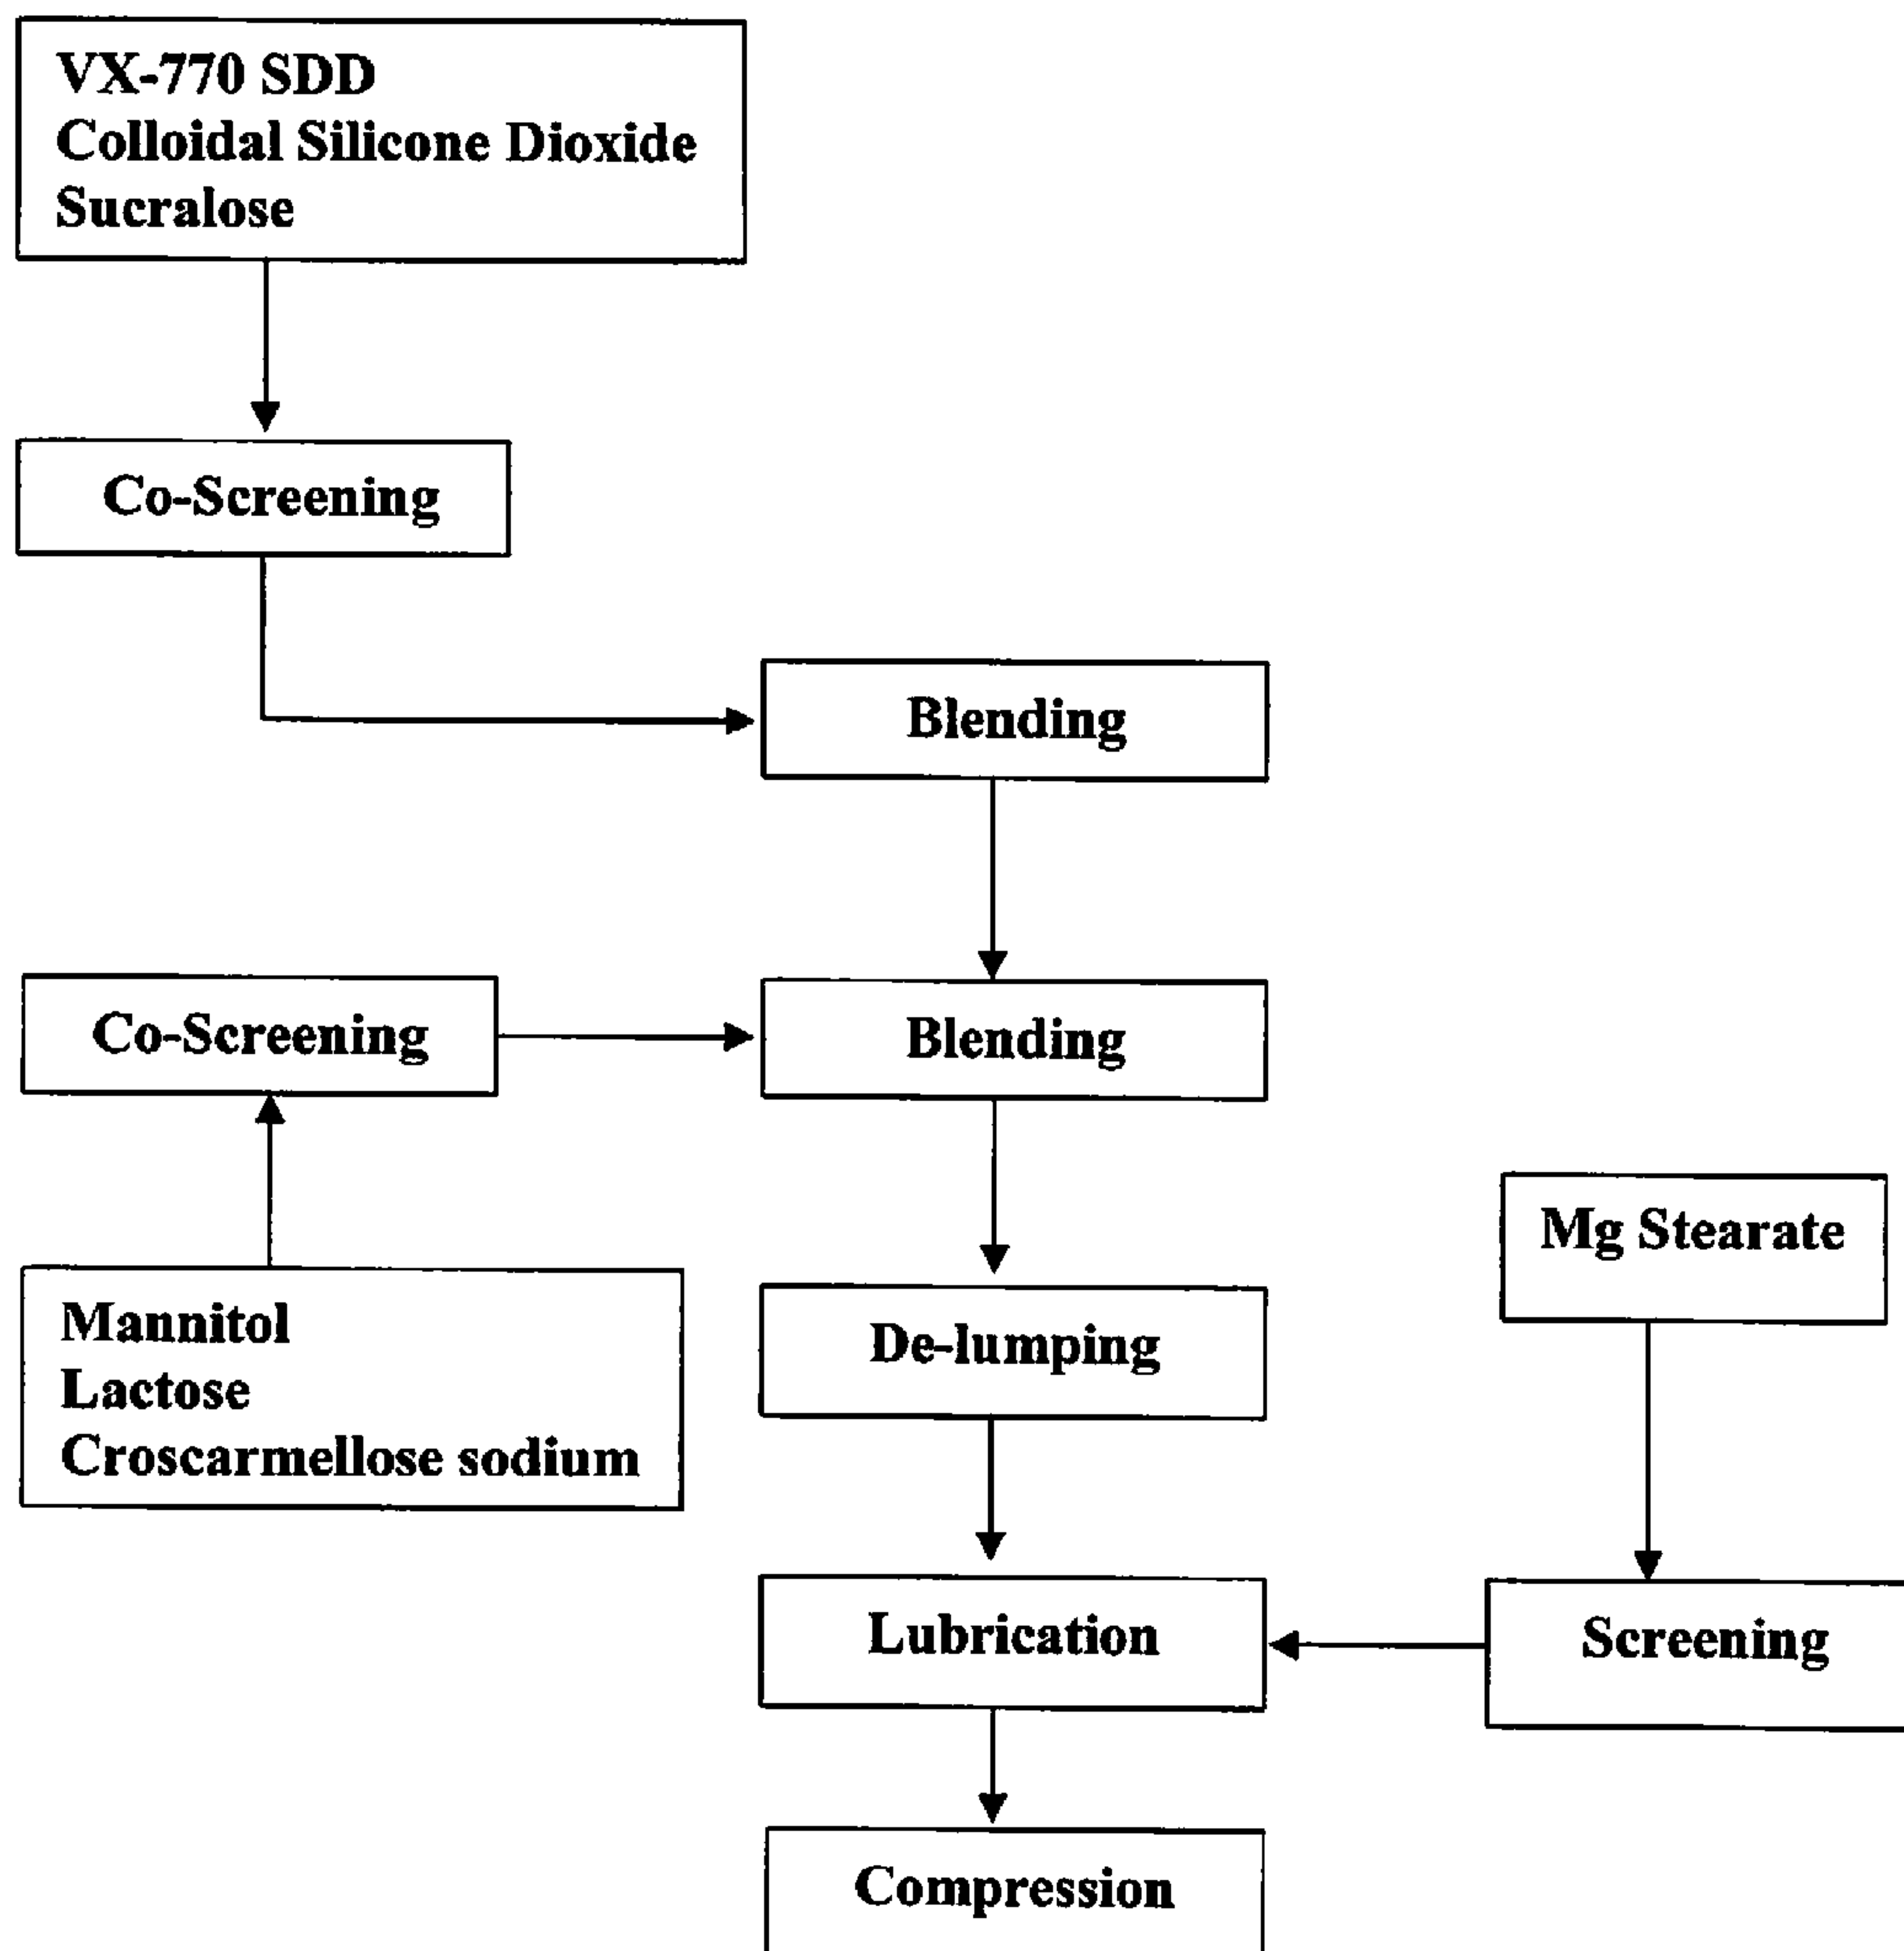 VX-770 SDD
Colloidal Silicone Dioxide
Sucralose
Co-Screening
Blending
Co-Screening
Blending
Mannitol
Lactose
Croscarmellose sodium
De-lumping
Mg Stearate
Lubrication
Screening
Compression